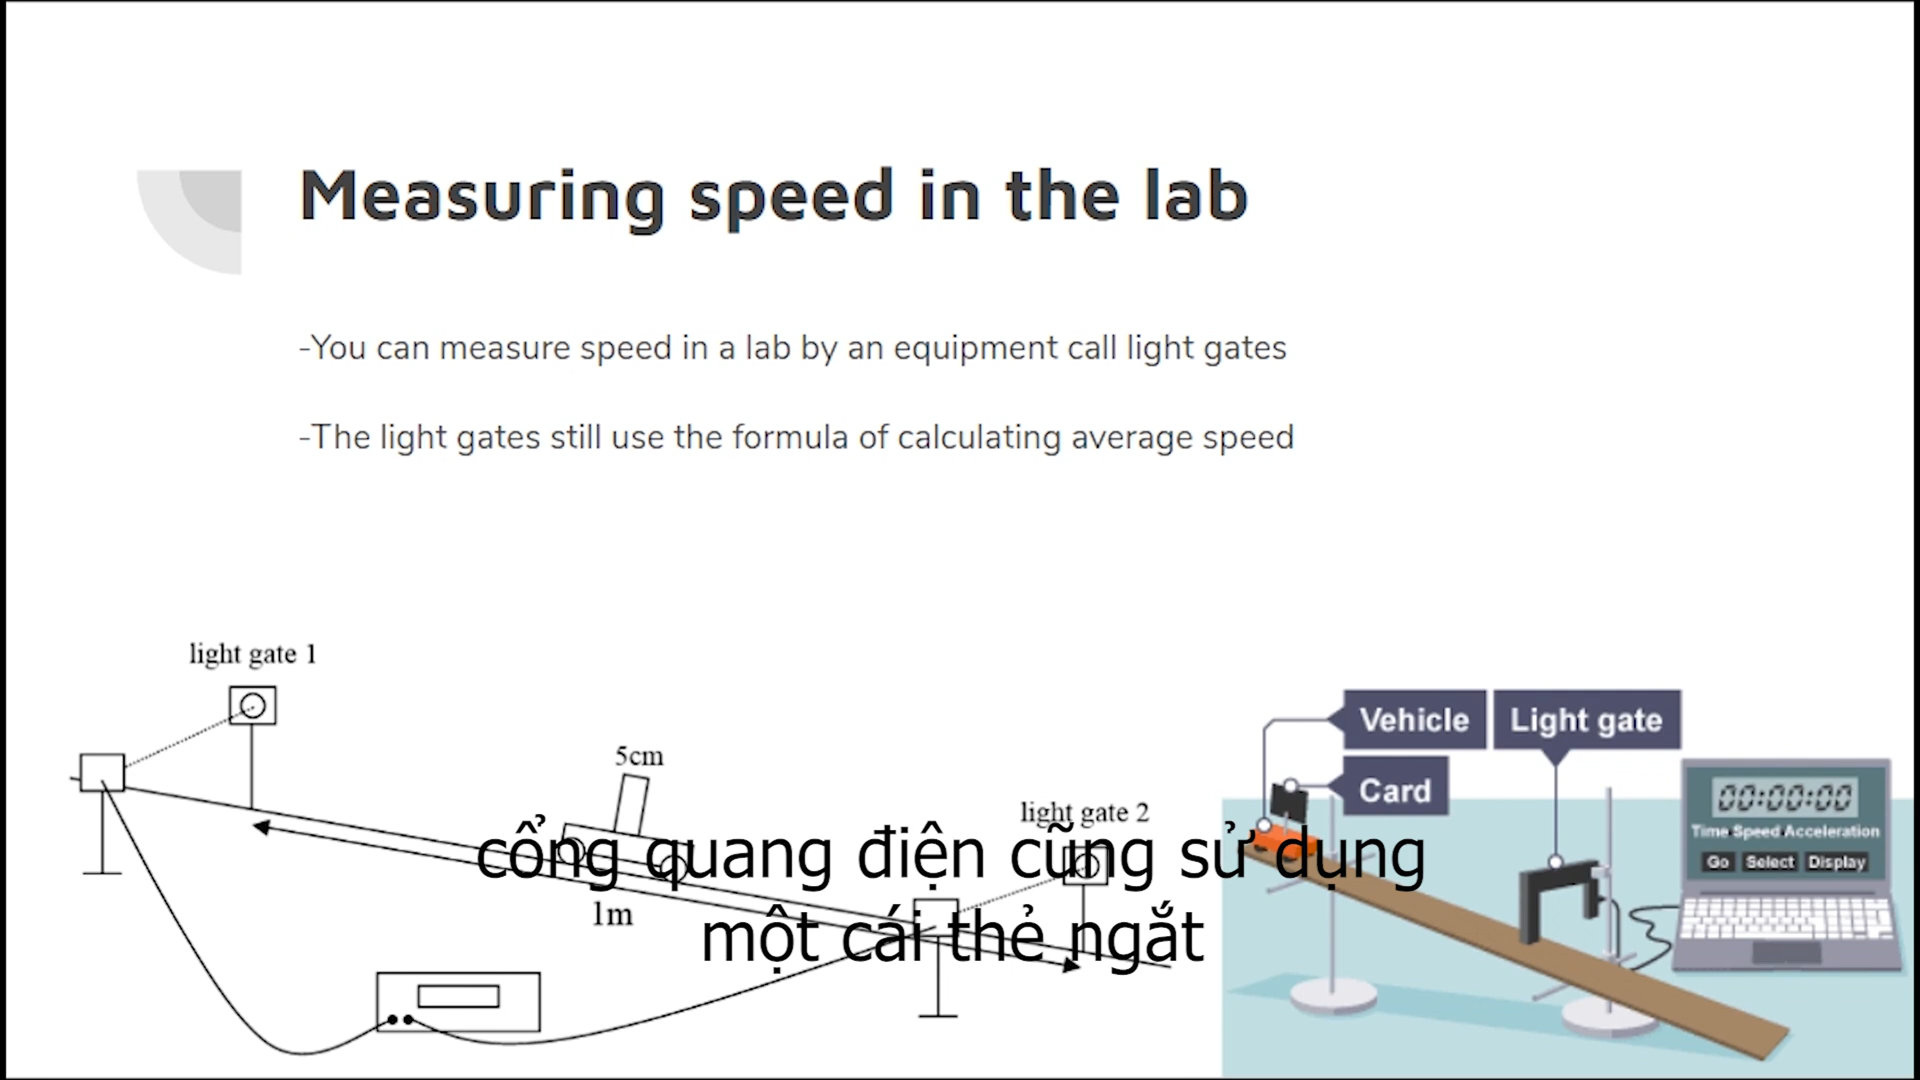 Measuring speed in the lab
-You can measure speed in a lab by an equipment call light gates
-The light gates still use the formula of calculating average speed
light gate 1
5cm
light gate 2
1m
Vehicle
Light gate
Card
00:00:00
Time Speed Acceleration
Go Select Display
cổng quang điện cũng sử dụng
một cái thẻ ngắt